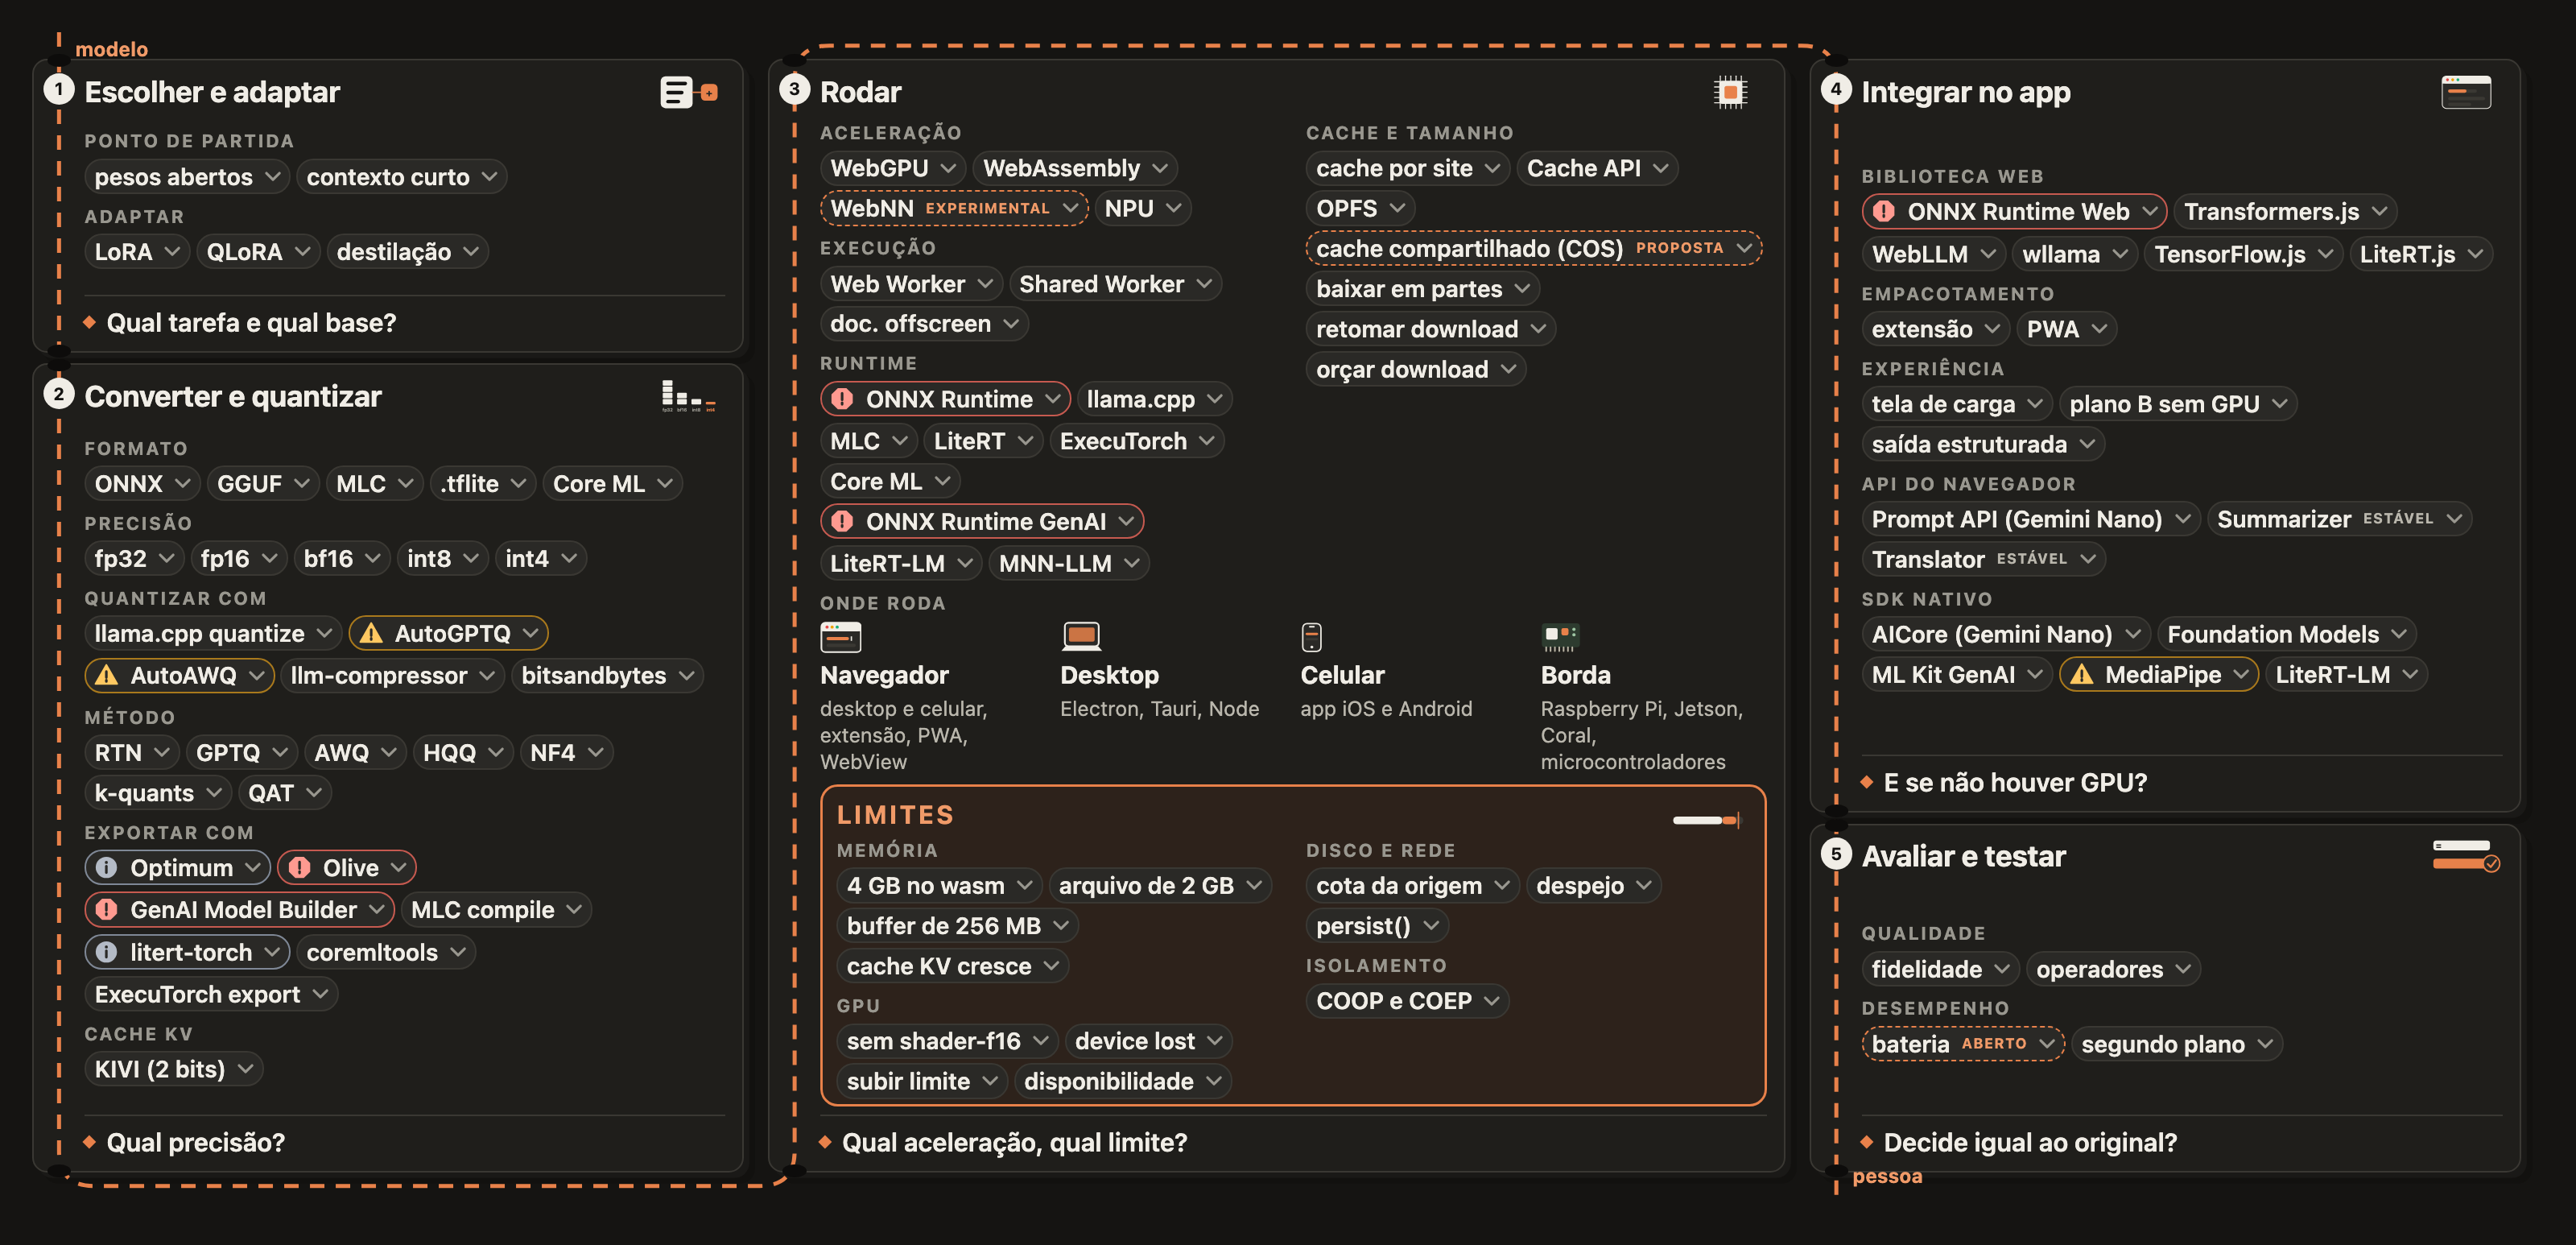 modelo
1 Escolher e adaptar
PONTO DE PARTIDA
pesos abertos contexto curto
ADAPTAR
LoRA QLoRA destilação
Qual tarefa e qual base?
2 Converter e quantizar
FORMATO
ONNX GGUF MLC .tflite Core ML
PRECISÃO
fp32 fp16 bf16 int8 int4
QUANTIZAR COM
llama.cpp quantize AutoGPTQ
AutoAWQ llm-compressor bitsandbytes
MÉTODO
RTN GPTQ AWQ HQQ NF4
k-quants QAT
EXPORTAR COM
Optimum Olive
GenAI Model Builder MLC compile
litert-torch coremltools
ExecuTorch export
CACHE KV
KIVI (2 bits)
Qual precisão?
3 Rodar
ACELERAÇÃO
WebGPU WebAssembly
WebNN EXPERIMENTAL NPU
EXECUÇÃO
Web Worker Shared Worker
doc. offscreen
RUNTIME
ONNX Runtime llama.cpp
MLC LiteRT ExecuTorch
Core ML
ONNX Runtime GenAI
LiteRT-LM MNN-LLM
CACHE E TAMANHO
cache por site Cache API
OPFS
cache compartilhado (COS) PROPOSTA
baixar em partes
retomar download
orçar download
ONDE RODA
Navegador
desktop e celular,
extensão, PWA,
WebView
Desktop
Electron, Tauri, Node
Celular
app iOS e Android
Borda
Raspberry Pi, Jetson,
Coral,
microcontroladores
LIMITES
MEMÓRIA
4 GB no wasm arquivo de 2 GB
buffer de 256 MB
cache KV cresce
GPU
sem shader-f16 device lost
subir limite disponibilidade
DISCO E REDE
cota da origem despejo
persist()
ISOLAMENTO
COOP e COEP
Qual aceleração, qual limite?
4 Integrar no app
BIBLIOTECA WEB
ONNX Runtime Web Transformers.js
WebLLM wllama TensorFlow.js LiteRT.js
EMPACOTAMENTO
extensão PWA
EXPERIÊNCIA
tela de carga plano B sem GPU
saída estruturada
API DO NAVEGADOR
Prompt API (Gemini Nano) Summarizer ESTÁVEL
Translator ESTÁVEL
SDK NATIVO
AICore (Gemini Nano) Foundation Models
ML Kit GenAI MediaPipe LiteRT-LM
E se não houver GPU?
5 Avaliar e testar
QUALIDADE
fidelidade operadores
DESEMPENHO
bateria ABERTO segundo plano
Decide igual ao original?
pessoa